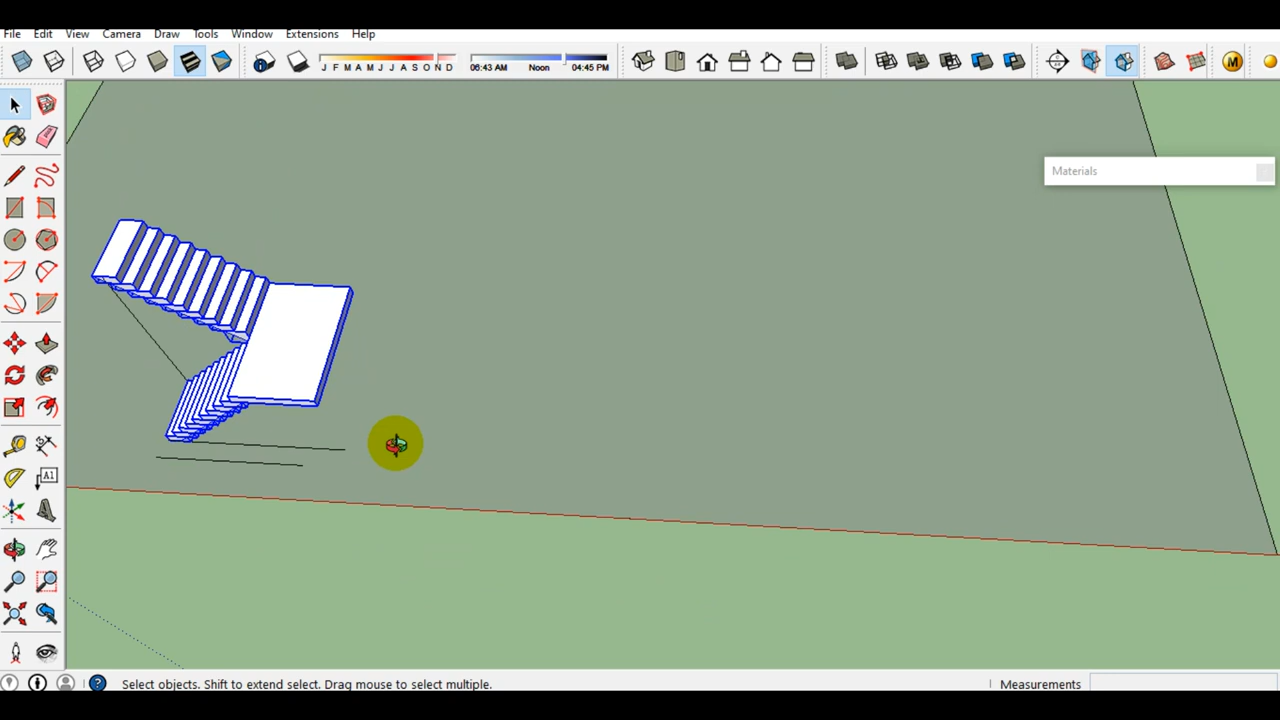 File Edit View Camera Draw Tools Window Extensions Help
J F M A M J J A S O N D 06:43 AM Noon 04:45 PM
M
Materials
A1
Select objects. Shift to extend select. Drag mouse to select multiple. Measurements